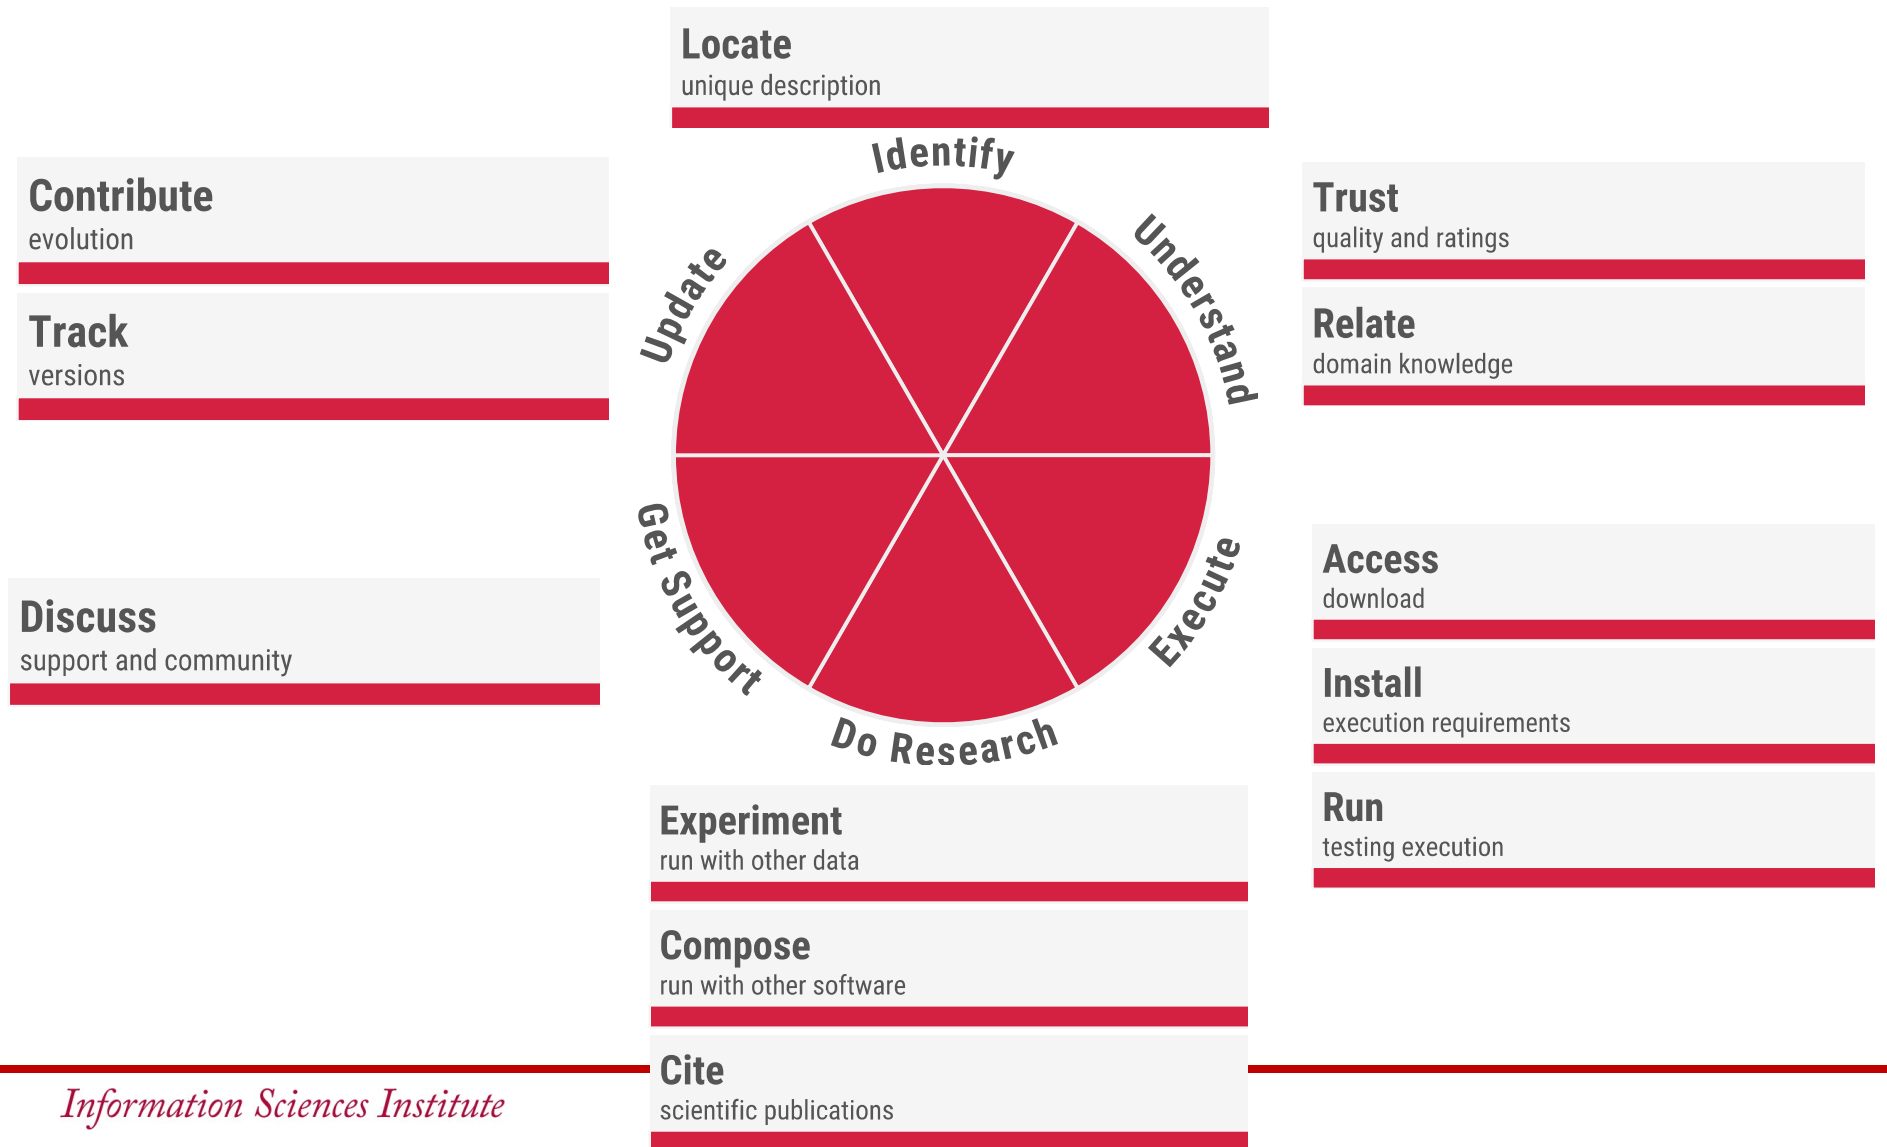 Locate
unique description
Identify
Understand
Execute
Do Research
Get Support
Update
Contribute
evolution
Track
versions
Trust
quality and ratings
Relate
domain knowledge
Discuss
support and community
Access
download
Install
execution requirements
Run
testing execution
Experiment
run with other data
Compose
run with other software
Cite
scientific publications
Information Sciences Institute